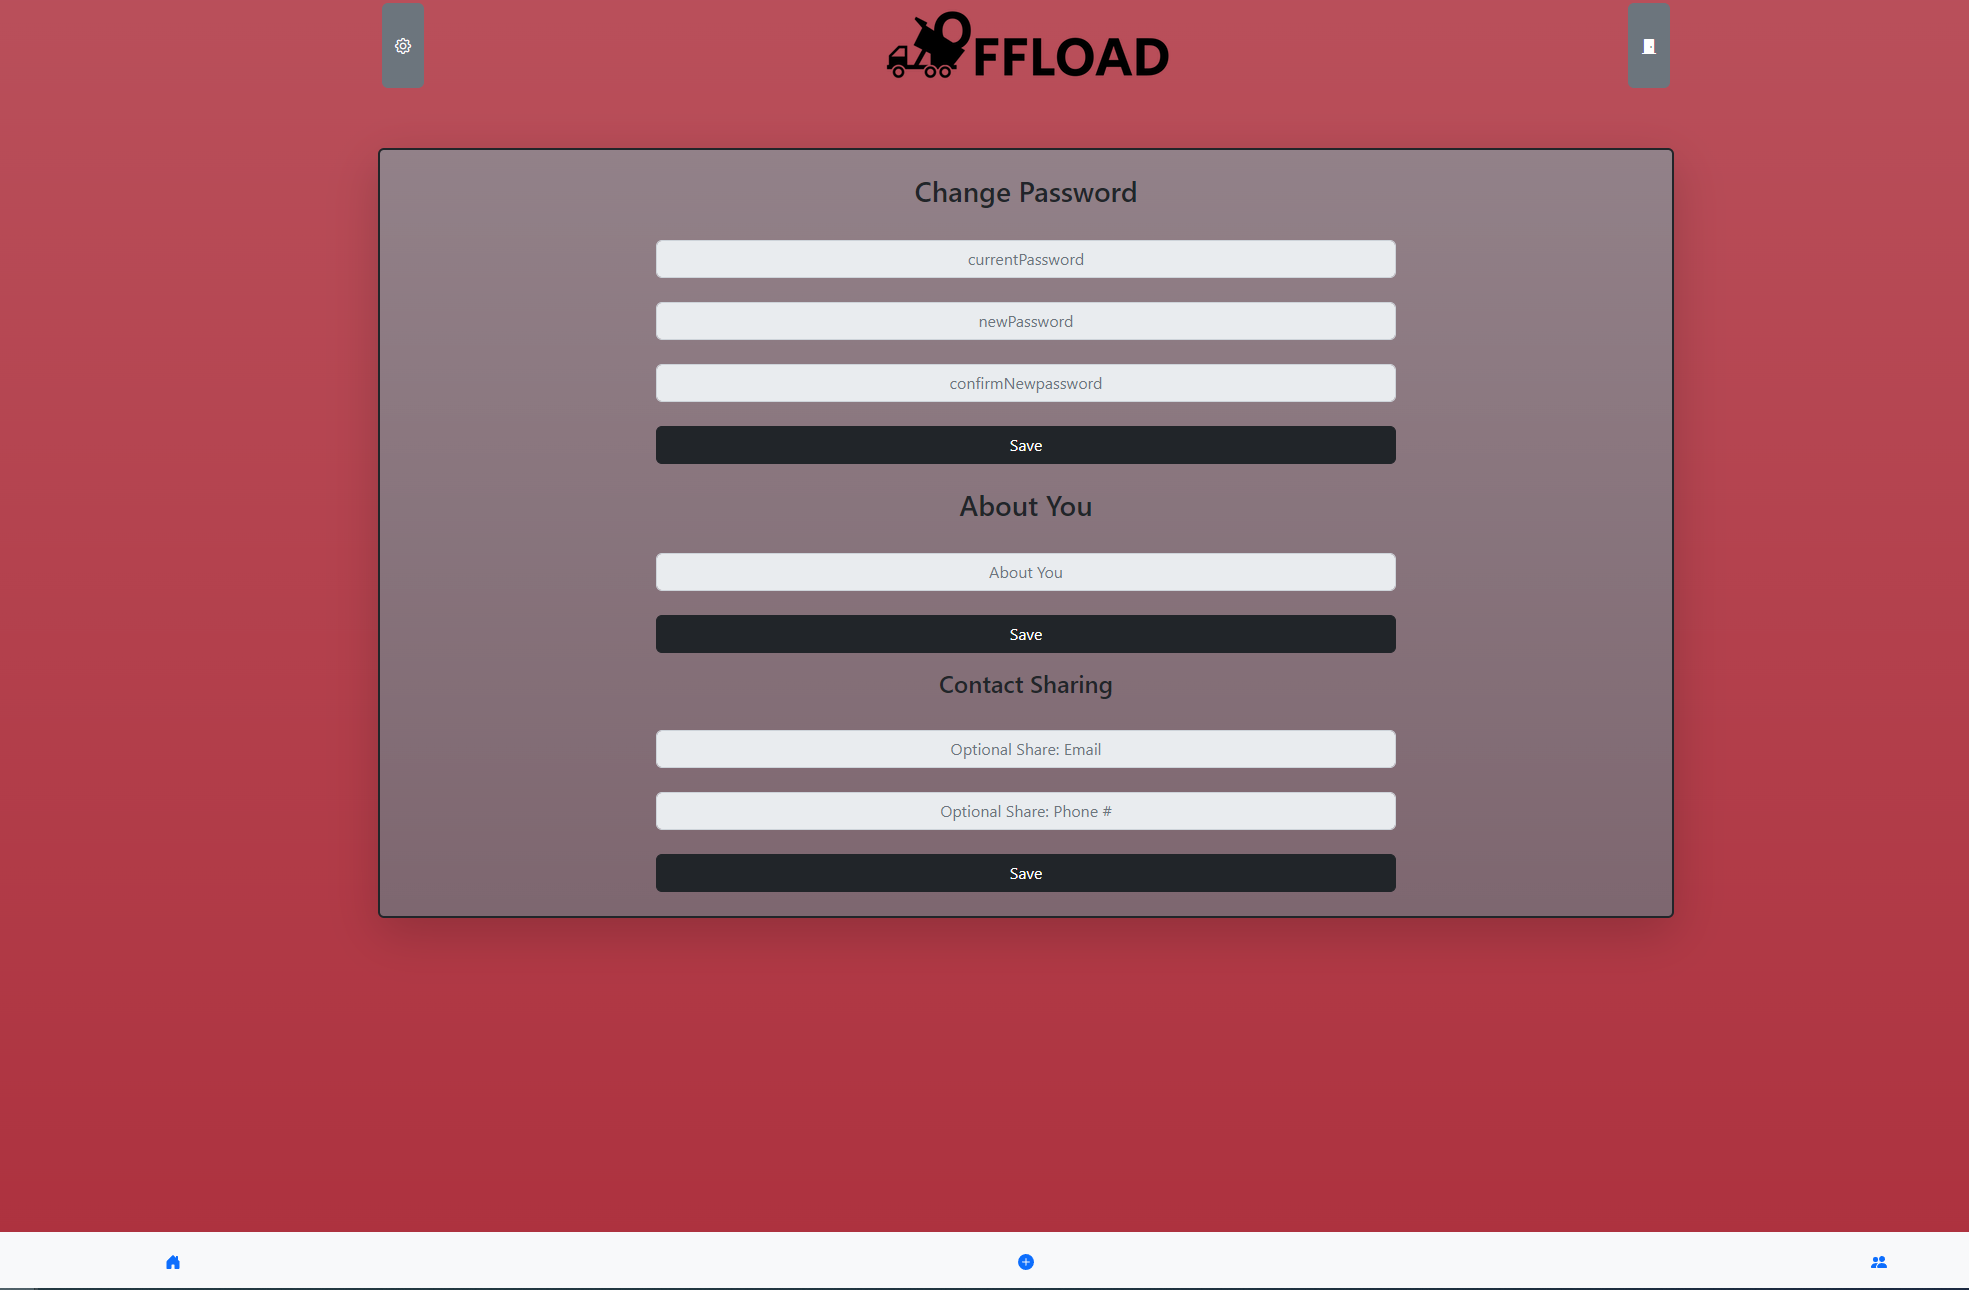 OFFLOAD
Change Password
currentPassword
newPassword
confirmNewpassword
Save
About You
About You
Save
Contact Sharing
Optional Share: Email
Optional Share: Phone #
Save